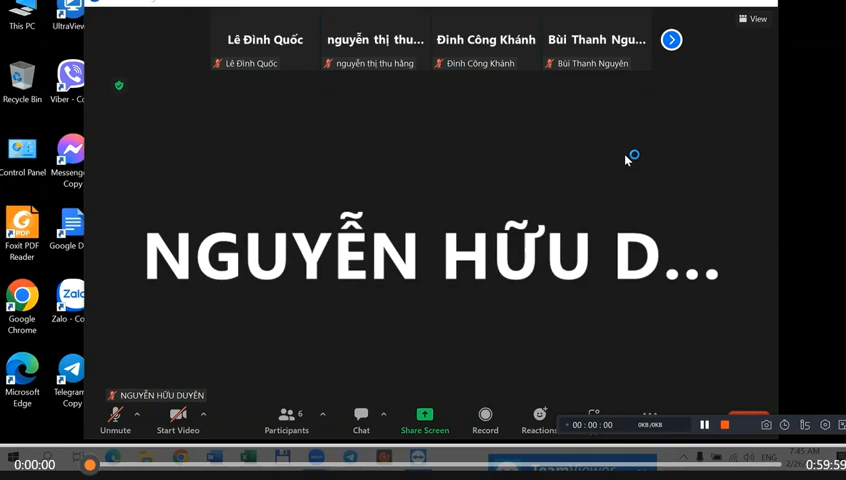 This PC
UltraView
Recycle Bin
Viber - Co
Control Panel
Messeng
Copy
Foxit PDF
Reader
Google D
Google
Chrome
Zalo - Co
Microsoft
Edge
Telegram
Copy
View
Lê Đình Quốc
nguyễn thị thu...
Đinh Công Khánh
Bùi Thanh Ngu...
Lê Đình Quốc
nguyễn thị thu hằng
Đinh Công Khánh
Bùi Thanh Nguyên
NGUYỄN HỮU D...
NGUYỄN HỮU DUYÊN
Unmute
Start Video
6
Participants
Chat
Share Screen
Record
Reactions
00 : 00 : 00
0KB/0KB
0:00:00
TeamViewer
ENG
7:45 AM
0:59:59